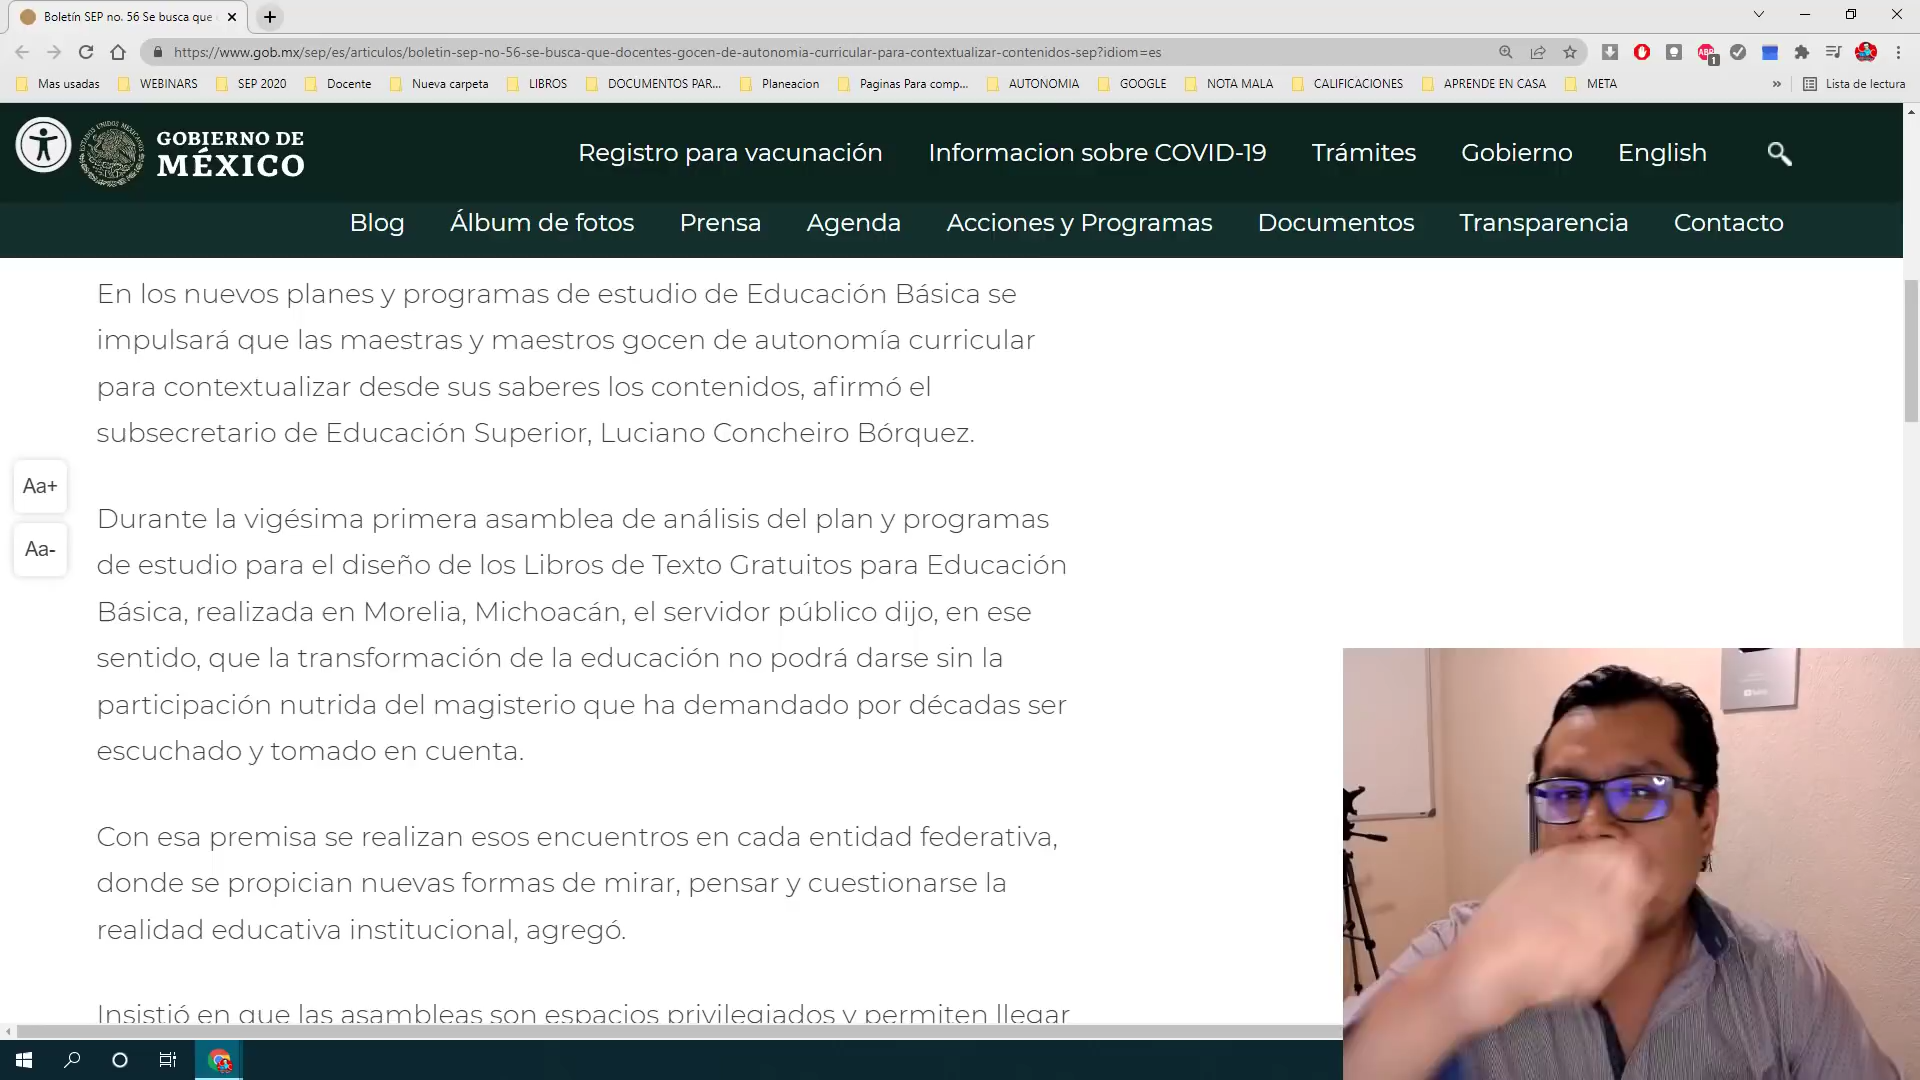 Boletín SEP no. 56 Se busca que
https://www.gob.mx/sep/es/articulos/boletin-sep-no-56-se-busca-que-docentes-gocen-de-autonomia-curricular-para-contextualizar-contenidos-sep?idiom=es
ABP
1
Mas usadas WEBINARS SEP 2020 Docente Nueva carpeta LIBROS DOCUMENTOS PAR... Planeacion Paginas Para comp... AUTONOMIA GOOGLE NOTA MALA CALIFICACIONES APRENDE EN CASA META » Lista de lectura
ESTADOS UNIDOS MEXICANOS
GOBIERNO DE
MÉXICO
Registro para vacunación Informacion sobre COVID-19 Trámites Gobierno English
Blog Álbum de fotos Prensa Agenda Acciones y Programas Documentos Transparencia Contacto
En los nuevos planes y programas de estudio de Educación Básica se
impulsará que las maestras y maestros gocen de autonomía curricular
para contextualizar desde sus saberes los contenidos, afirmó el
subsecretario de Educación Superior, Luciano Concheiro Bórquez.
Aa+
Aa-
Durante la vigésima primera asamblea de análisis del plan y programas
de estudio para el diseño de los Libros de Texto Gratuitos para Educación
Básica, realizada en Morelia, Michoacán, el servidor público dijo, en ese
sentido, que la transformación de la educación no podrá darse sin la
participación nutrida del magisterio que ha demandado por décadas ser
escuchado y tomado en cuenta.
Con esa premisa se realizan esos encuentros en cada entidad federativa,
donde se propician nuevas formas de mirar, pensar y cuestionarse la
realidad educativa institucional, agregó.
Insistió en que las asambleas son espacios privilegiados y permiten llegar